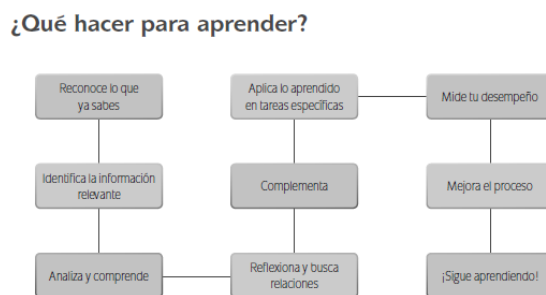 ¿Qué hacer para aprender?
Reconoce lo que
ya sabes
Identifica la información
relevante
Analiza y comprende
Reflexiona y busca
relaciones
Complementa
Aplica lo aprendido
en tareas específicas
Mide tu desempeño
Mejora el proceso
¡Sigue aprendiendo!